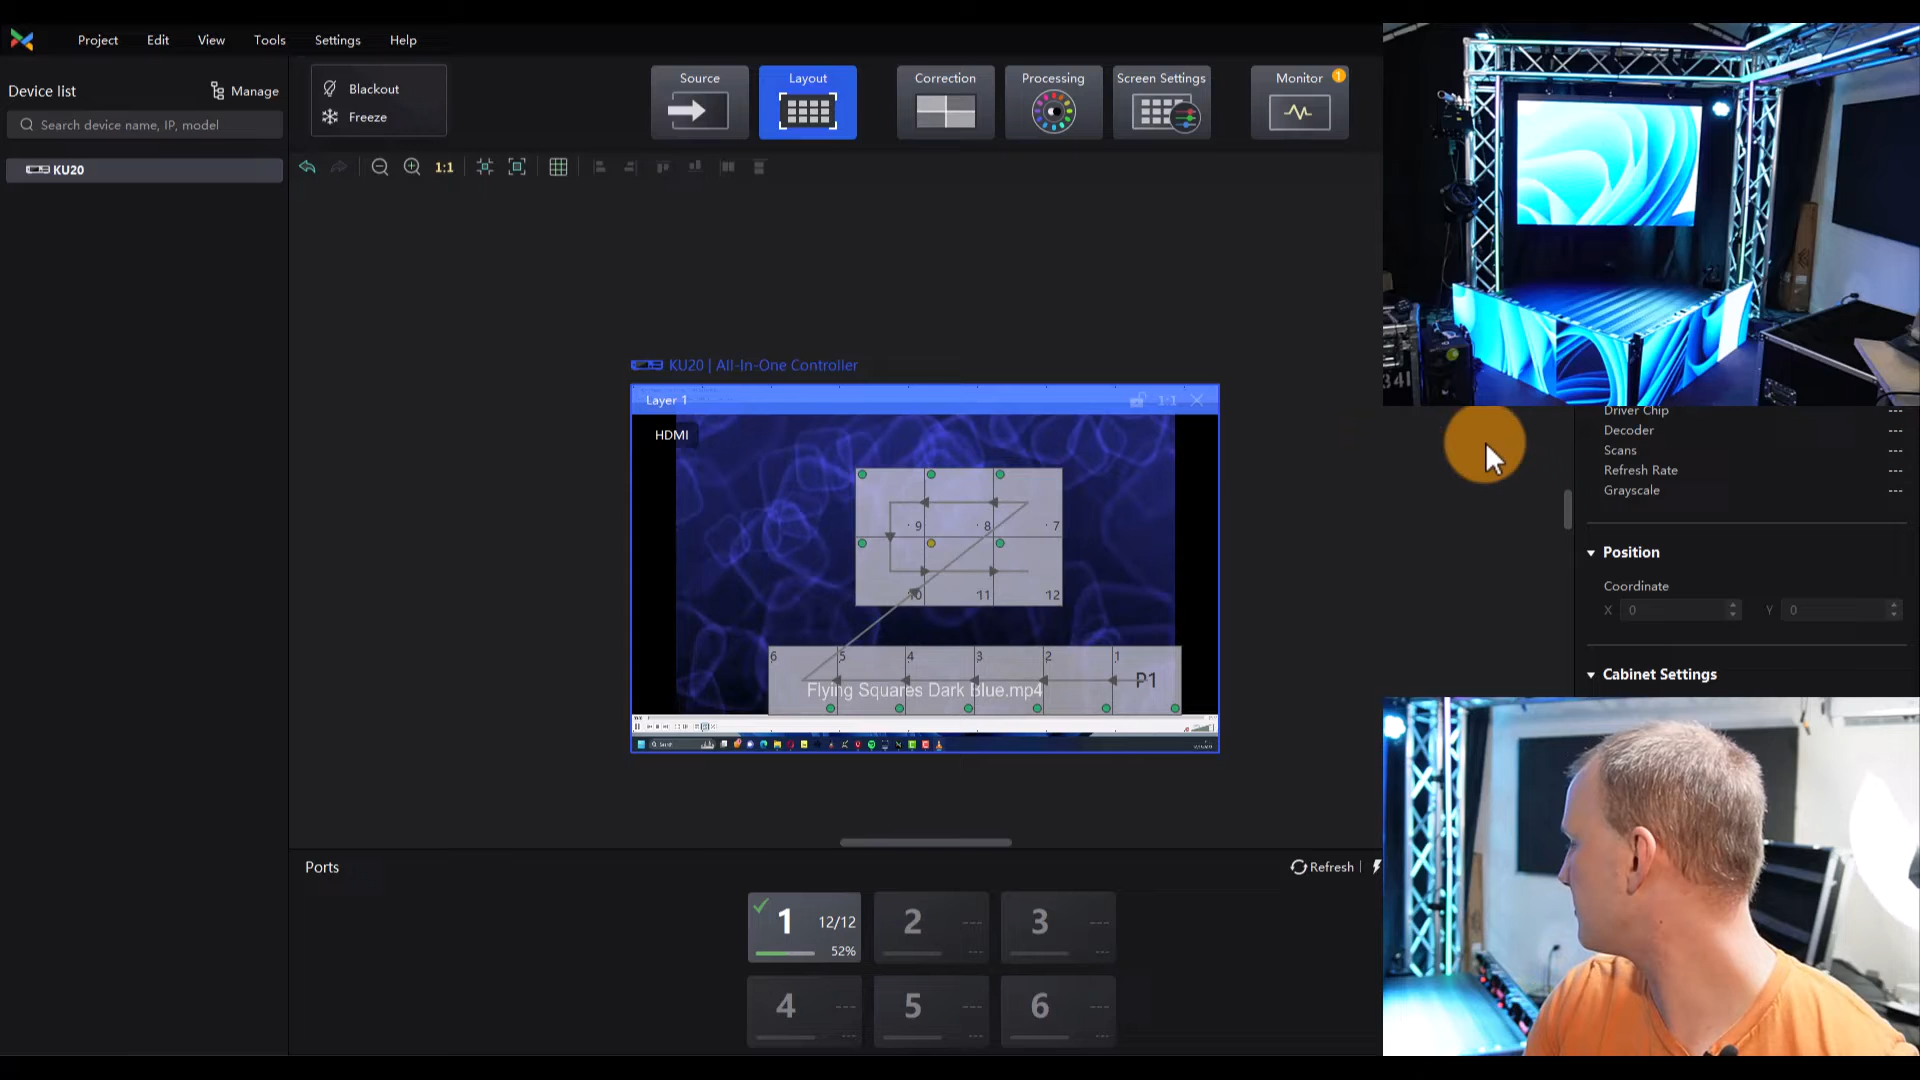 Project Edit View Tools Settings Help
Device list
Manage
Search device name, IP, model
KU20
Blackout
Freeze
Source
Layout
Correction
Processing
Screen Settings
Monitor
1
1:1
KU20 | All-In-One Controller
Layer 1
1:1
HDMI
9 8 7
10 11 12
6 5 4 3 2 1
P1
Flying Squares Dark Blue.mp4
Driver Chip ---
Decoder ---
Scans ---
Refresh Rate ---
Grayscale ---
Position
Coordinate
X 0 Y 0
Cabinet Settings
Ports
Refresh
1 12/12
52%
2 ---
---
3 ---
---
4 ---
---
5 ---
---
6 ---
---
341